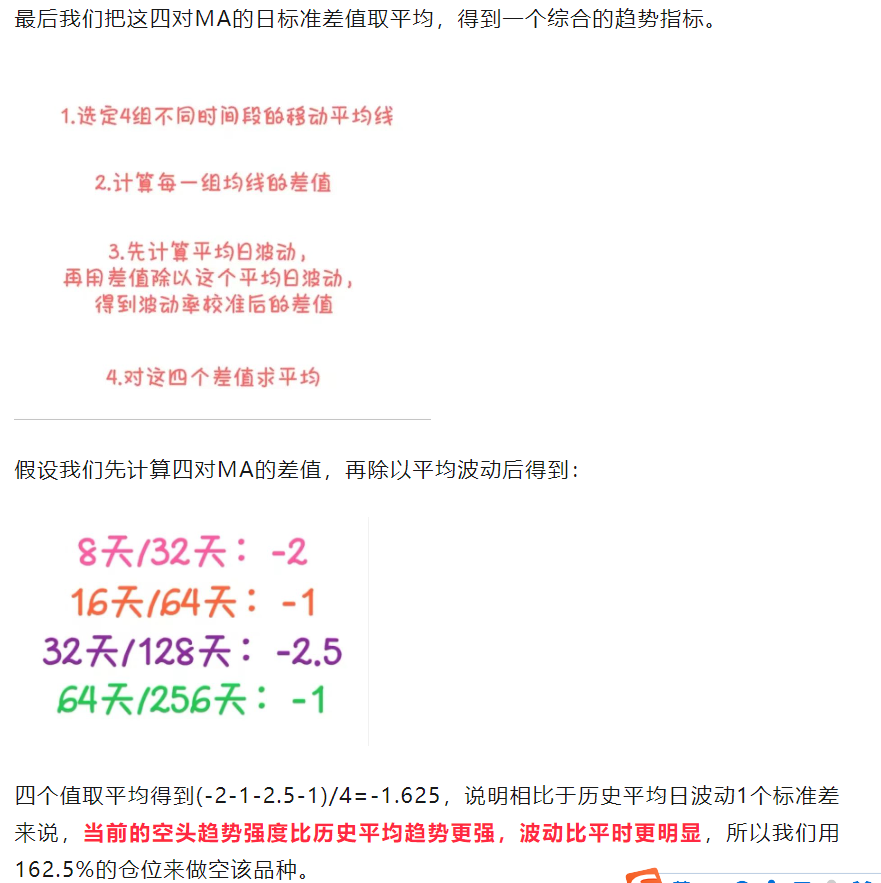 最后我们把这四对MA的日标准差值取平均，得到一个综合的趋势指标。
1.选定4组不同时间段的移动平均线
2.计算每一组均线的差值
3.先计算平均日波动，
再用差值除以这个平均日波动，
得到波动率校准后的差值
4.对这四个差值求平均
假设我们先计算四对MA的差值，再除以平均波动后得到：
8天/32天：-2
16天/64天：-1
32天/128天：-2.5
64天/256天：-1
四个值取平均得到(-2-1-2.5-1)/4=-1.625，说明相比于历史平均日波动1个标准差
来说，当前的空头趋势强度比历史平均趋势更强，波动比平时更明显，所以我们用
162.5%的仓位来做空该品种。